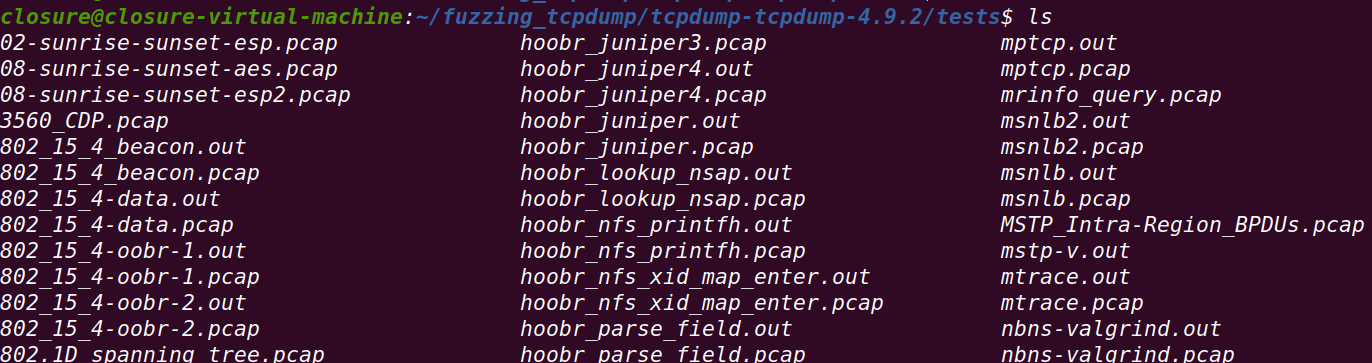 closure@closure-virtual-machine:~/fuzzing_tcpdump/tcpdump-tcpdump-4.9.2/tests$ ls
02-sunrise-sunset-esp.pcap hoobr_juniper3.pcap mptcp.out
08-sunrise-sunset-aes.pcap hoobr_juniper4.out mptcp.pcap
08-sunrise-sunset-esp2.pcap hoobr_juniper4.pcap mrinfo_query.pcap
3560_CDP.pcap hoobr_juniper.out msnlb2.out
802_15_4_beacon.out hoobr_juniper.pcap msnlb2.pcap
802_15_4_beacon.pcap hoobr_lookup_nsap.out msnlb.out
802_15_4-data.out hoobr_lookup_nsap.pcap msnlb.pcap
802_15_4-data.pcap hoobr_nfs_printfh.out MSTP_Intra-Region_BPDUs.pcap
802_15_4-oobr-1.out hoobr_nfs_printfh.pcap mstp-v.out
802_15_4-oobr-1.pcap hoobr_nfs_xid_map_enter.out mtrace.out
802_15_4-oobr-2.out hoobr_nfs_xid_map_enter.pcap mtrace.pcap
802_15_4-oobr-2.pcap hoobr_parse_field.out nbns-valgrind.out
802.1D_spanning_tree.pcap hoobr_parse_field.pcap nbns-valgrind.pcap